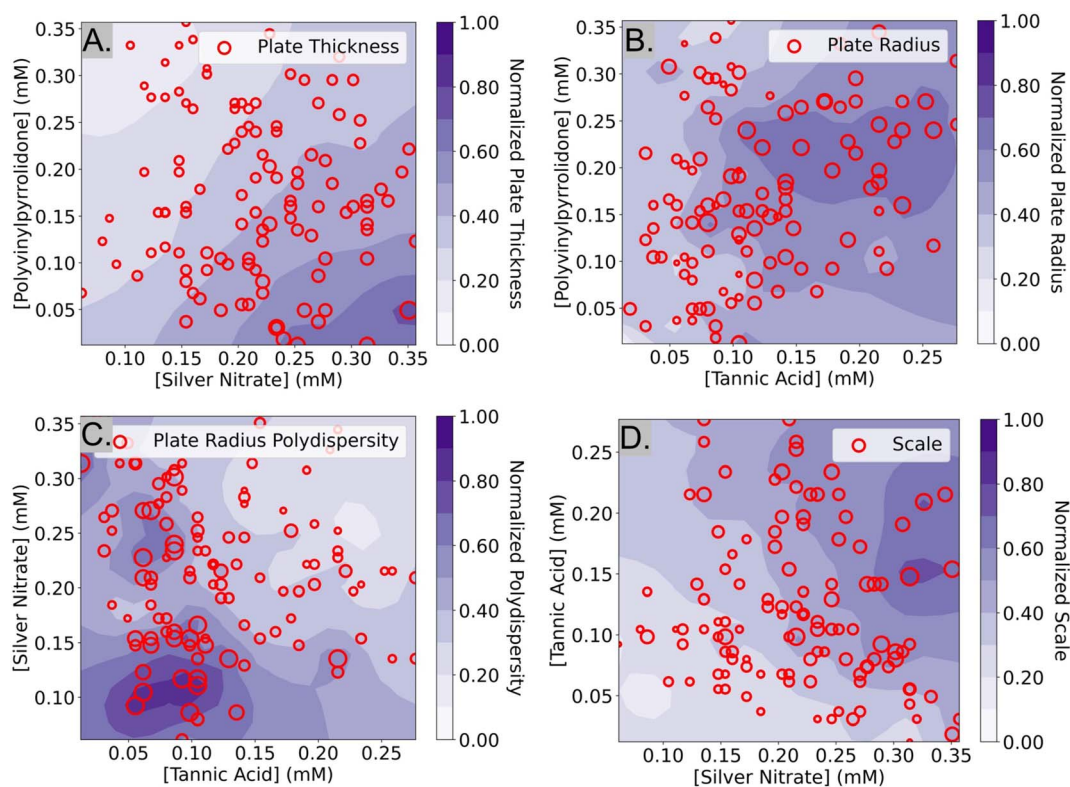 A.
Plate Thickness
[Polyvinylpyrrolidone] (mM)
0.35
0.30
0.25
0.20
0.15
0.10
0.05
0.10 0.15 0.20 0.25 0.30 0.35
[Silver Nitrate] (mM)
1.00
0.80
0.60
0.40
0.20
0.00
Normalized Plate Thickness
B.
Plate Radius
[Polyvinylpyrrolidone] (mM)
0.35
0.30
0.25
0.20
0.15
0.10
0.05
0.05 0.10 0.15 0.20 0.25
[Tannic Acid] (mM)
1.00
0.80
0.60
0.40
0.20
0.00
Normalized Plate Radius
C.
Plate Radius Polydispersity
[Silver Nitrate] (mM)
0.35
0.30
0.25
0.20
0.15
0.10
0.05 0.10 0.15 0.20 0.25
[Tannic Acid] (mM)
1.00
0.80
0.60
0.40
0.20
0.00
Normalized Polydispersity
D.
Scale
[Tannic Acid] (mM)
0.25
0.20
0.15
0.10
0.05
0.10 0.15 0.20 0.25 0.30 0.35
[Silver Nitrate] (mM)
1.00
0.80
0.60
0.40
0.20
0.00
Normalized Scale